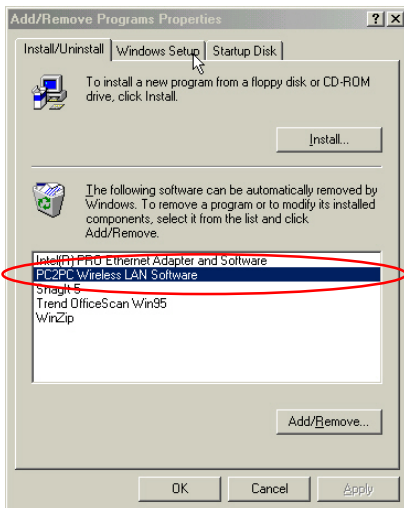 Add/Remove Programs Properties
Install/Uninstall Windows Setup Startup Disk
To install a new program from a floppy disk or CD-ROM
drive, click Install.
Install...
The following software can be automatically removed by
Windows. To remove a program or to modify its installed
components, select it from the list and click
Add/Remove.
Intel(R) PRO Ethernet Adapter and Software
PC2PC Wireless LAN Software
SnagIt 5
Trend OfficeScan Win95
WinZip
Add/Remove...
OK Cancel Apply